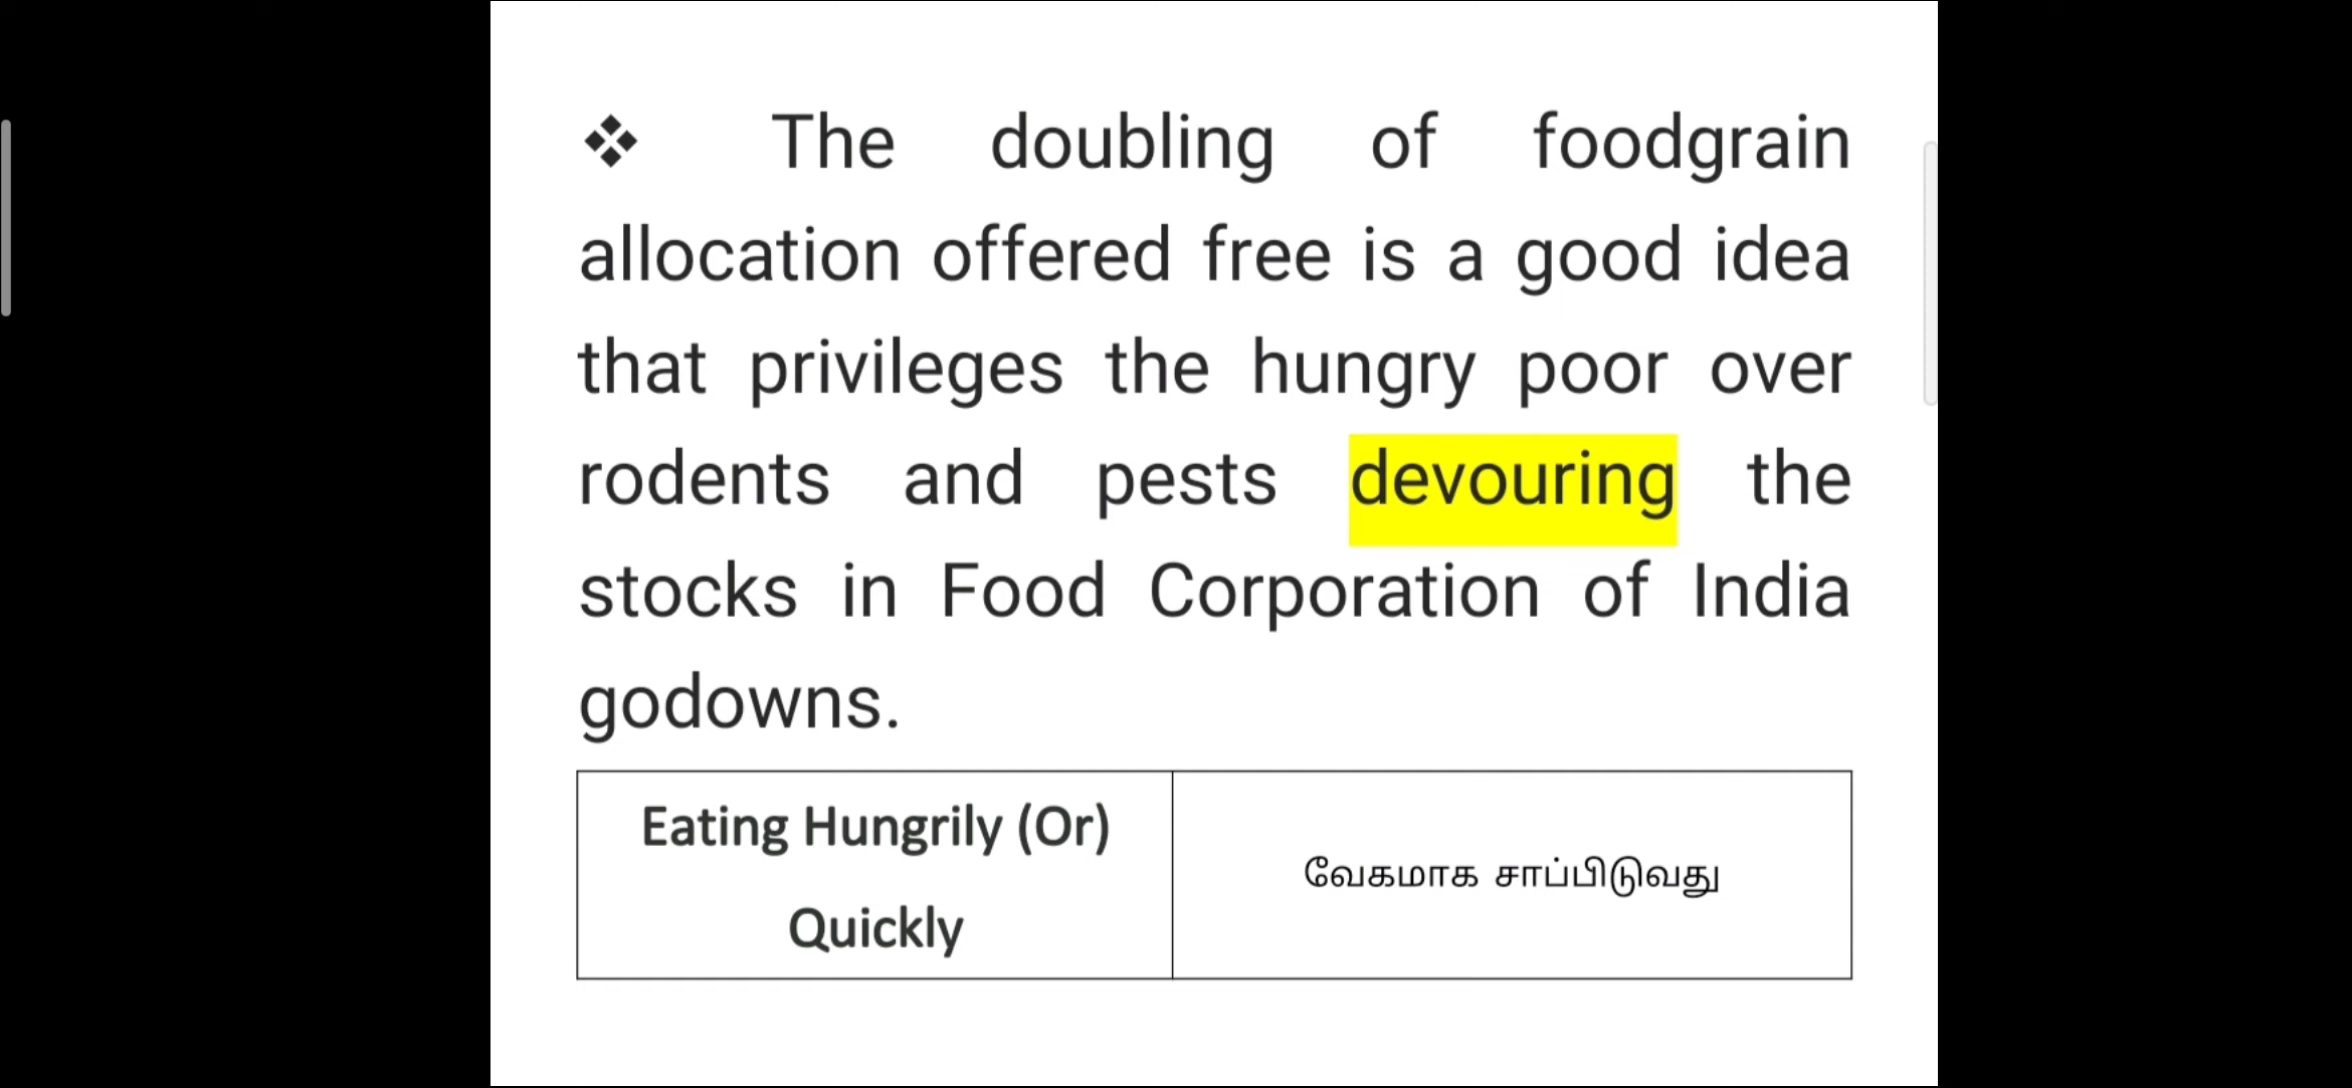 ❖ The doubling of foodgrain
allocation offered free is a good idea
that privileges the hungry poor over
rodents and pests devouring the
stocks in Food Corporation of India
godowns.
Eating Hungrily (Or)
Quickly
வேகமாக சாப்பிடுவது